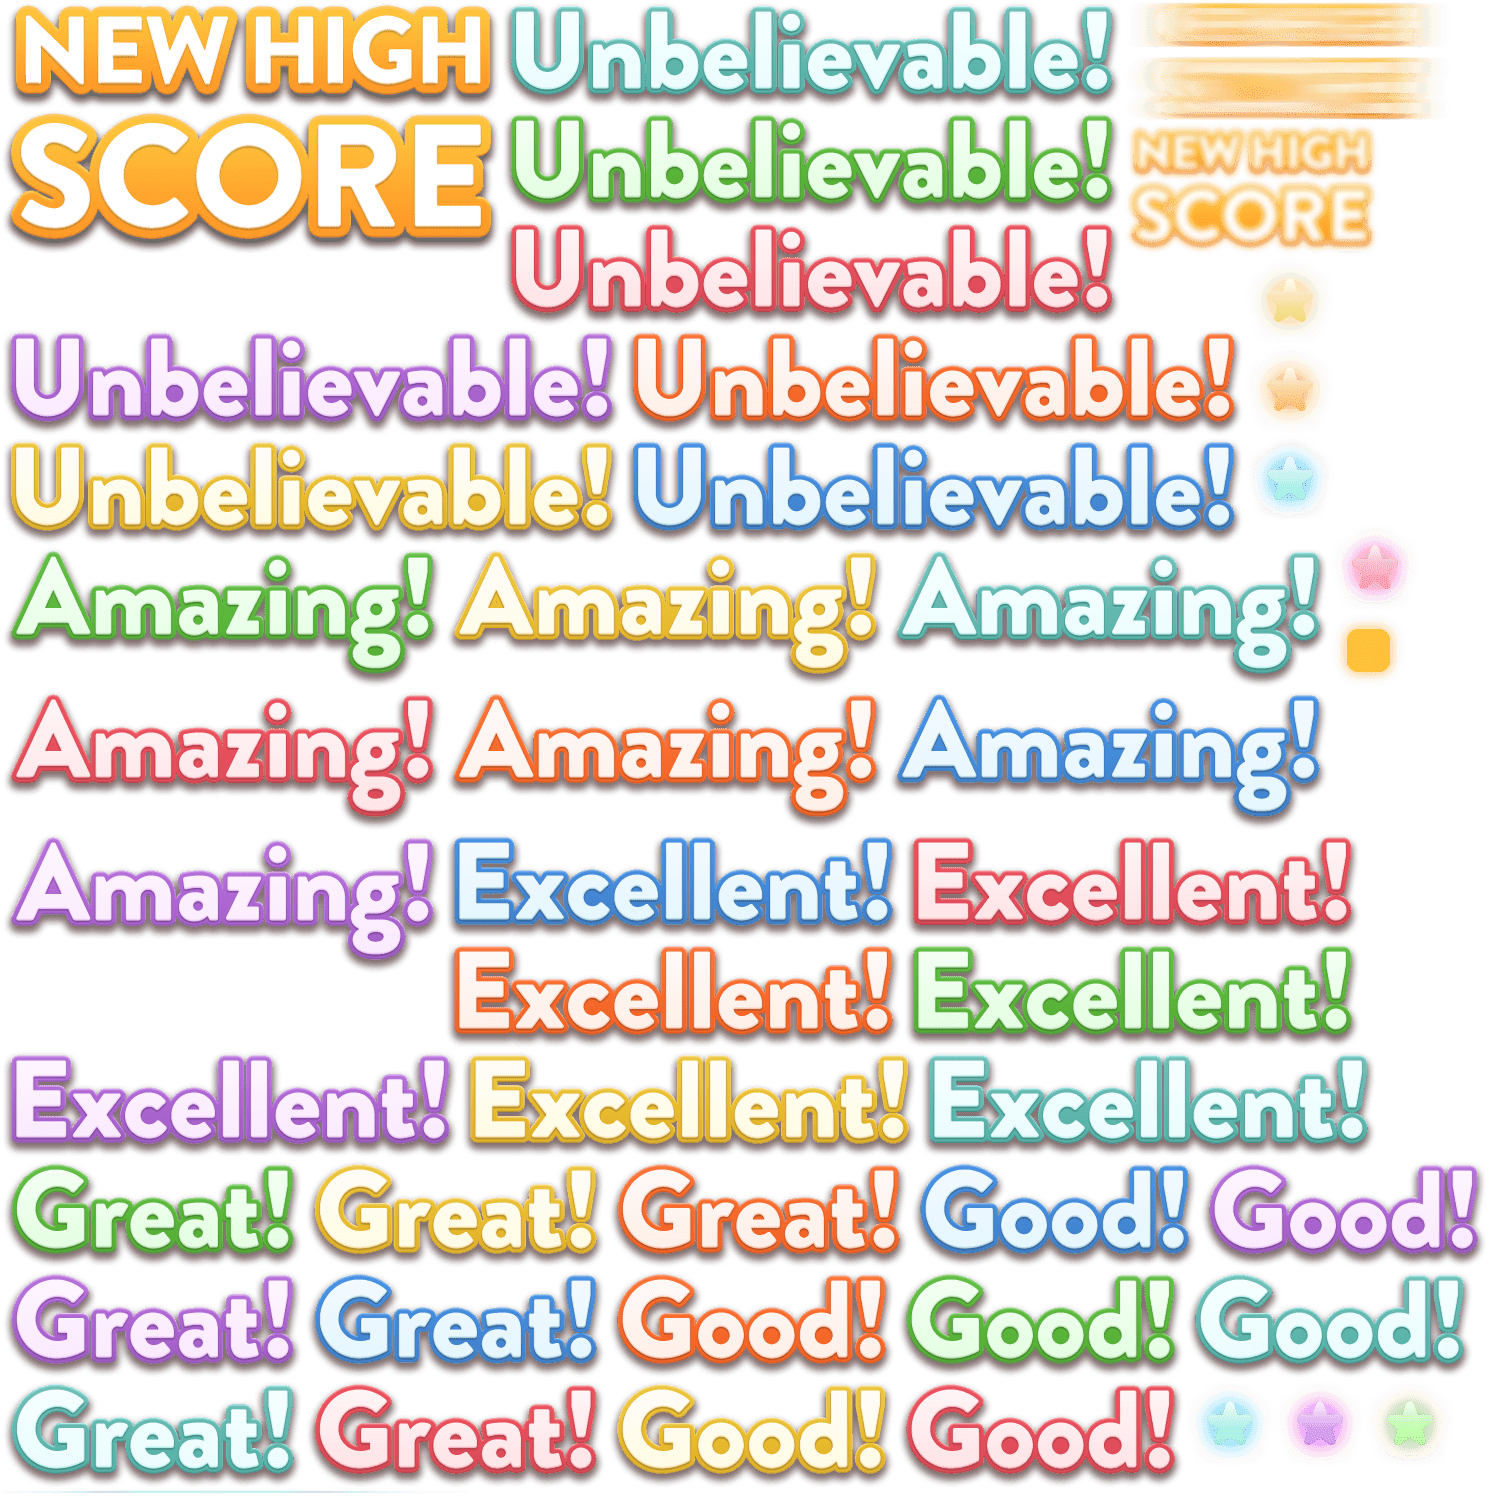 NEW HIGH
SCORE
Unbelievable!
Unbelievable!
Unbelievable!
NEW HIGH
SCORE
Unbelievable! Unbelievable!
Unbelievable! Unbelievable!
Amazing! Amazing! Amazing!
Amazing! Amazing! Amazing!
Amazing! Excellent! Excellent!
Excellent! Excellent!
Excellent! Excellent! Excellent!
Great! Great! Great! Good! Good!
Great! Great! Good! Good! Good!
Great! Great! Good! Good!